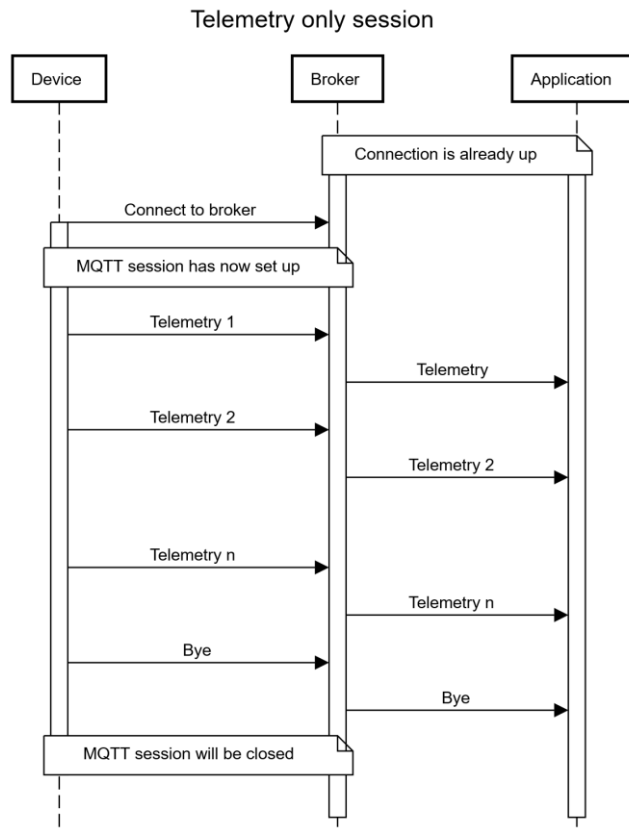 Telemetry only session
Device
Broker
Application
Connection is already up
Connect to broker
MQTT session has now set up
Telemetry 1
Telemetry
Telemetry 2
Telemetry 2
Telemetry n
Telemetry n
Bye
Bye
MQTT session will be closed